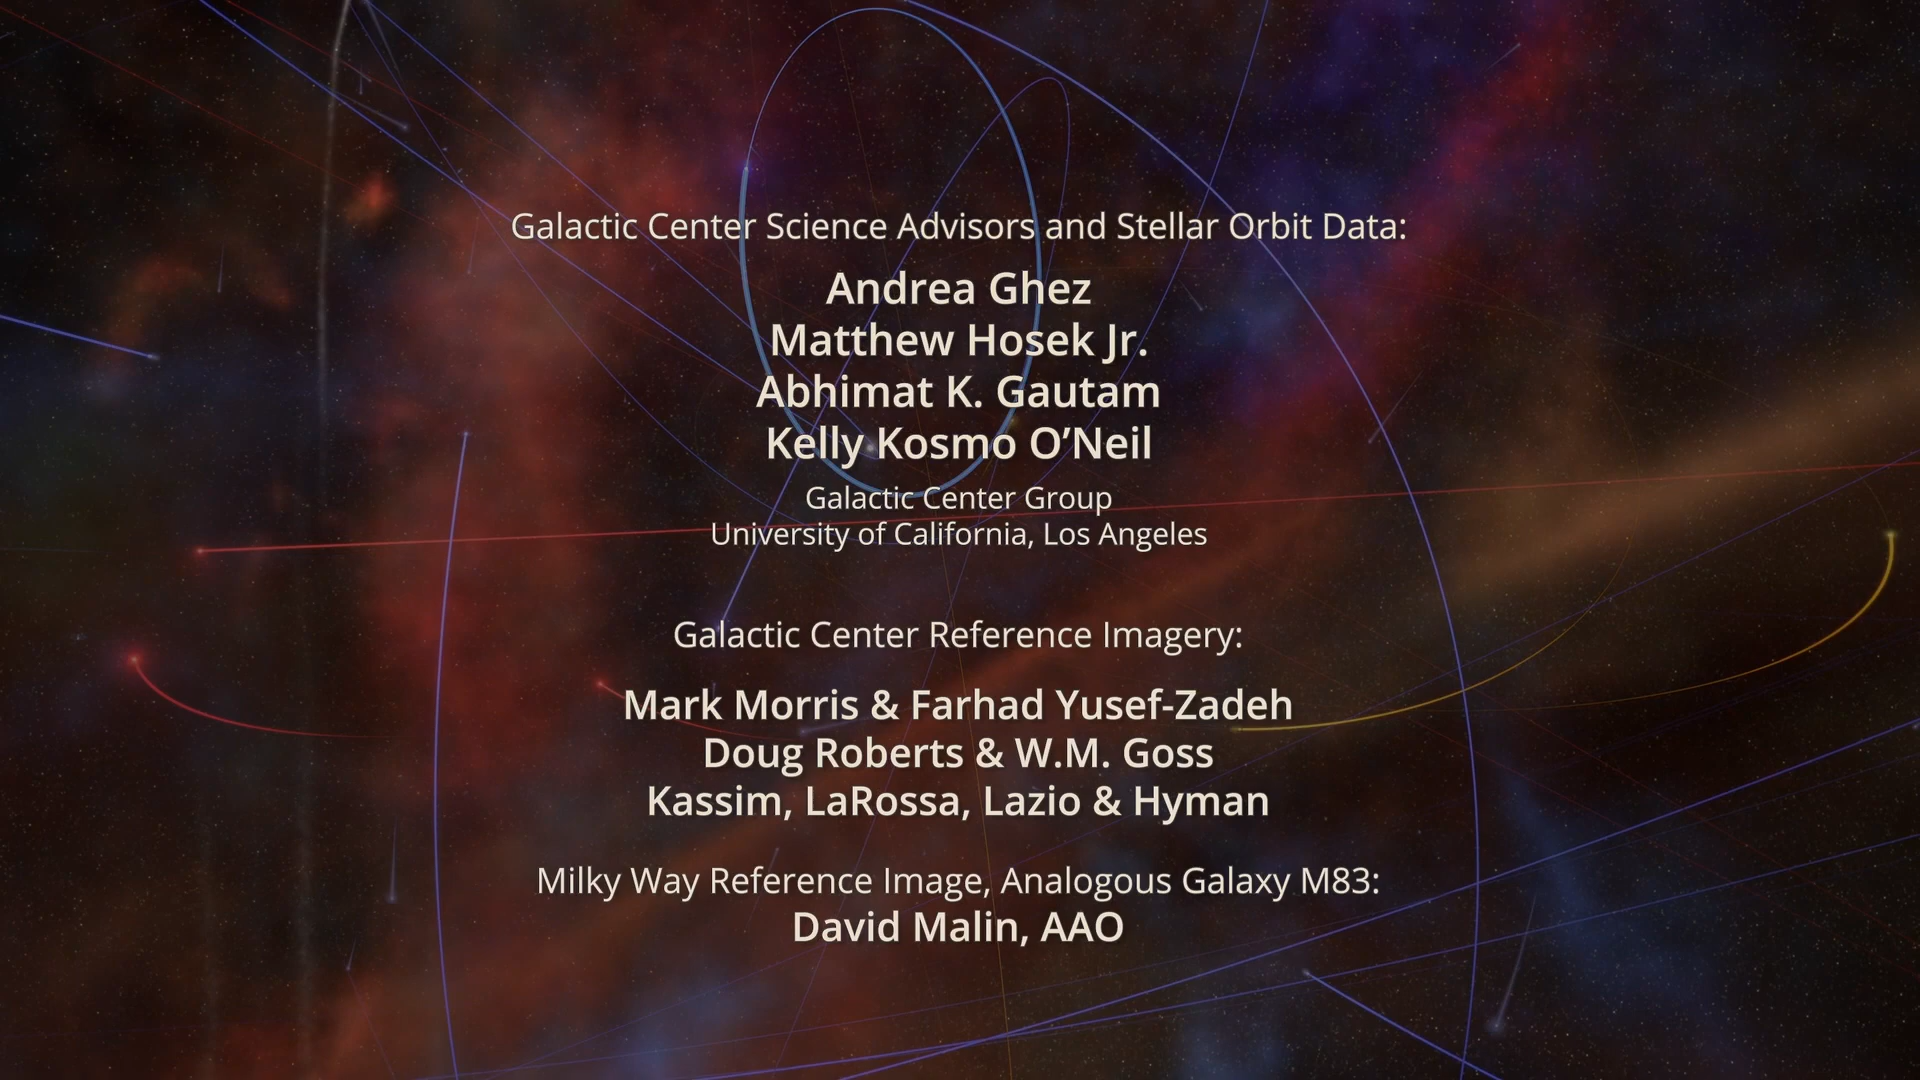 Galactic Center Science Advisors and Stellar Orbit Data:
Andrea Ghez
Matthew Hosek Jr.
Abhimat K. Gautam
Kelly Kosmo O’Neil
Galactic Center Group
University of California, Los Angeles
Galactic Center Reference Imagery:
Mark Morris & Farhad Yusef-Zadeh
Doug Roberts & W.M. Goss
Kassim, LaRossa, Lazio & Hyman
Milky Way Reference Image, Analogous Galaxy M83:
David Malin, AAO